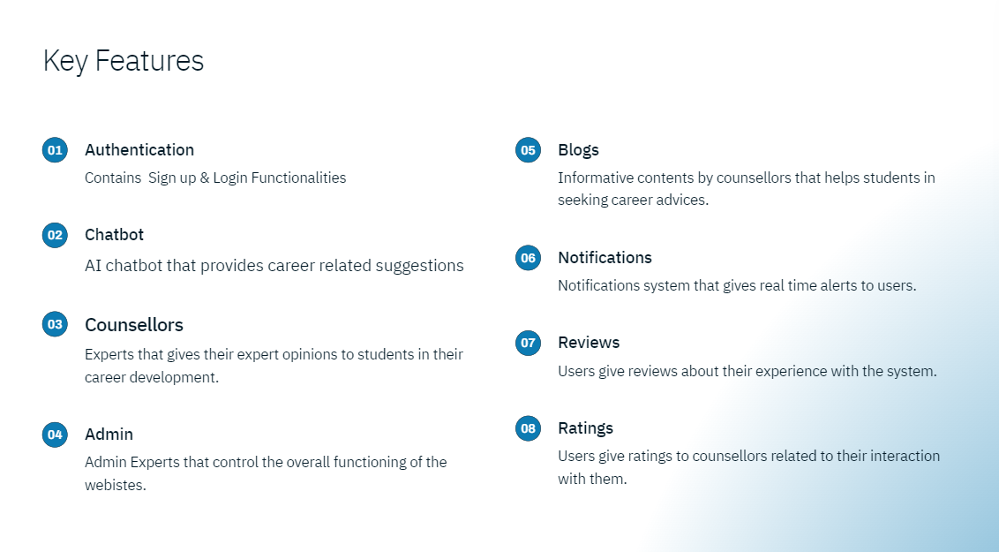 Key Features
01
Authentication
Contains  Sign up & Login Functionalities
02
Chatbot
AI chatbot that provides career related suggestions
03
Counsellors
Experts that gives their expert opinions to students in their
career development.
04
Admin
Admin Experts that control the overall functioning of the
webistes.
05
Blogs
Informative contents by counsellors that helps students in
seeking career advices.
06
Notifications
Notifications system that gives real time alerts to users.
07
Reviews
Users give reviews about their experience with the system.
08
Ratings
Users give ratings to counsellors related to their interaction
with them.